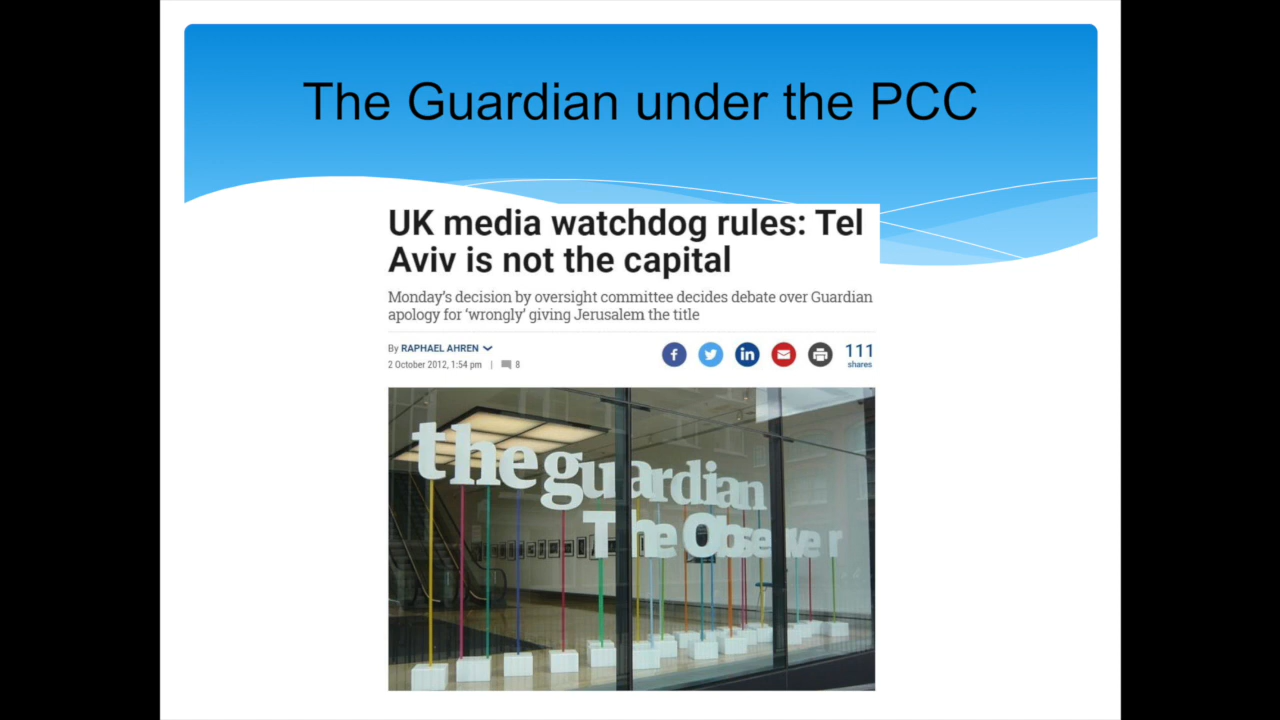 The Guardian under the PCC
UK media watchdog rules: Tel
Aviv is not the capital
Monday's decision by oversight committee decides debate over Guardian
apology for 'wrongly' giving Jerusalem the title
By RAPHAEL AHREN
2 October 2012, 1:54 pm | 8
f in 111
shares
theguardian
The Observer